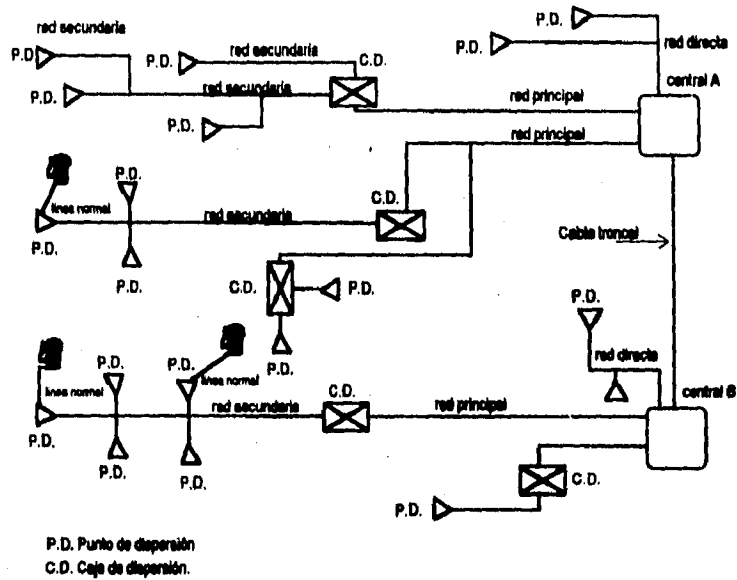 P.D.
red directa
P.D.
central A
red secundaria
P.D
P.D.
red secundaria
C.D.
P.D.
red secundaria
P.D.
red principal
red principal
P.D.
linea normal
P.D.
red secundaria
C.D.
P.D.
Cable troncal
C.D.
P.D.
P.D.
P.D.
red directa
central B
P.D.
linea normal
P.D.
P.D.
linea normal
red secundaria
C.D.
red principal
P.D.
P.D.
P.D.
C.D.
P.D.
P.D. Punto de dispersión
C.D. Caja de dispersión.